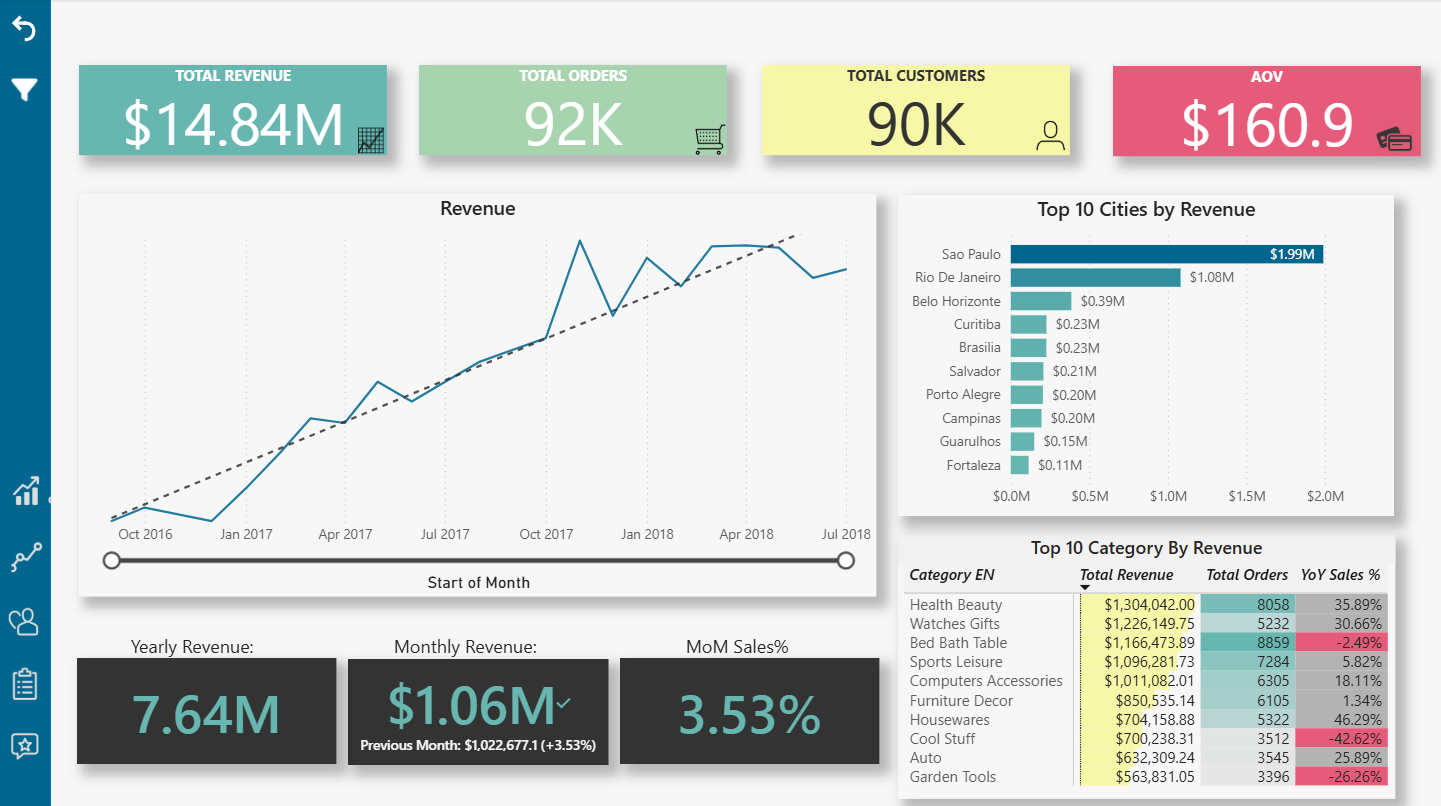 TOTAL REVENUE
$14.84M
TOTAL ORDERS
92K
TOTAL CUSTOMERS
90K
AOV
$160.9
Revenue
Oct 2016 Jan 2017 Apr 2017 Jul 2017 Oct 2017 Jan 2018 Apr 2018 Jul 2018
Start of Month
Top 10 Cities by Revenue
Sao Paulo $1.99M
Rio De Janeiro $1.08M
Belo Horizonte $0.39M
Curitiba $0.23M
Brasilia $0.23M
Salvador $0.21M
Porto Alegre $0.20M
Campinas $0.20M
Guarulhos $0.15M
Fortaleza $0.11M
$0.0M $0.5M $1.0M $1.5M $2.0M
Yearly Revenue:
7.64M
Monthly Revenue:
$1.06M
Previous Month: $1,022,677.1 (+3.53%)
MoM Sales%
3.53%
Top 10 Category By Revenue
Category EN Total Revenue Total Orders YoY Sales %
Health Beauty $1,304,042.00 8058 35.89%
Watches Gifts $1,226,149.75 5232 30.66%
Bed Bath Table $1,166,473.89 8859 -2.49%
Sports Leisure $1,096,281.73 7284 5.82%
Computers Accessories $1,011,082.01 6305 18.11%
Furniture Decor $850,535.14 6105 1.34%
Housewares $704,158.88 5322 46.29%
Cool Stuff $700,238.31 3512 -42.62%
Auto $632,309.24 3545 25.89%
Garden Tools $563,831.05 3396 -26.26%